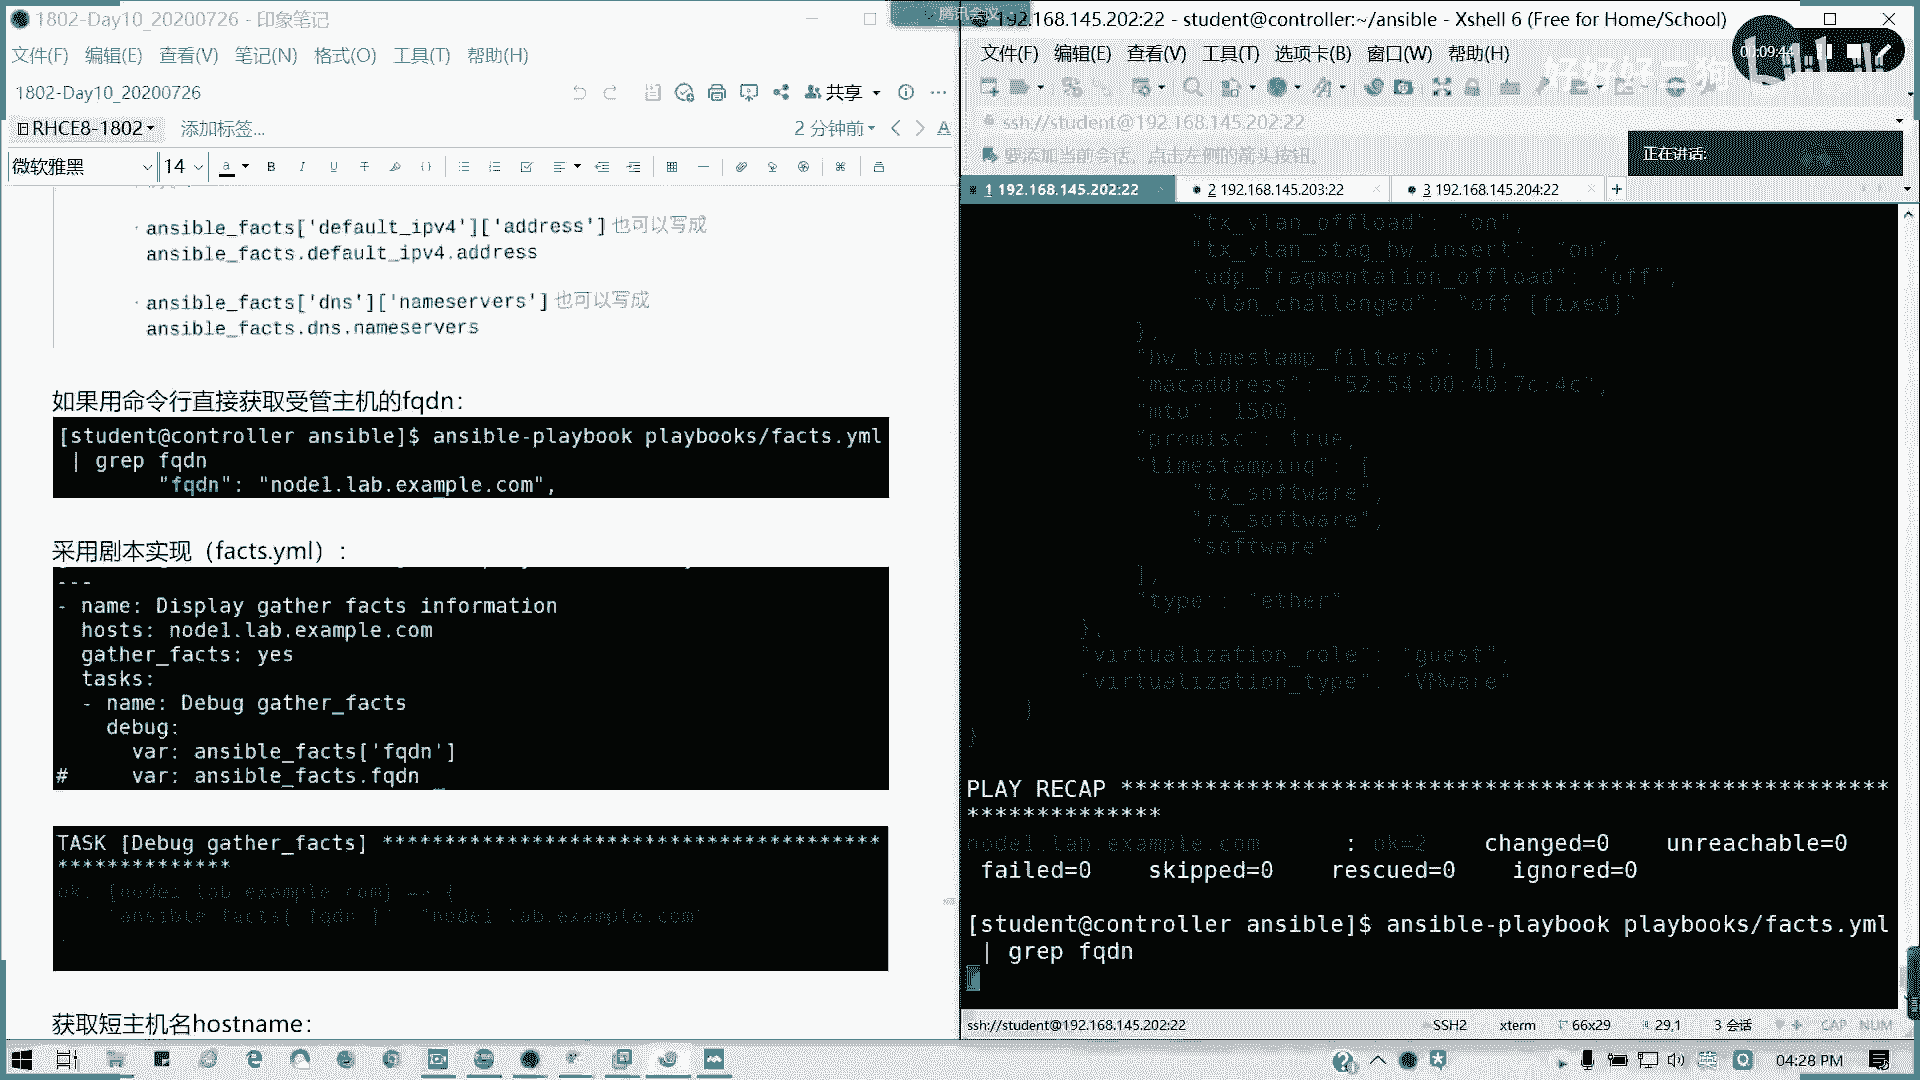 1802-Day10_20200726 - 印象笔记
文件(F) 编辑(E) 查看(V) 笔记(N) 格式(O) 工具(T) 帮助(H)
1802-Day10_20200726
共享
RHCE8-1802
添加标签...
2 分钟前
微软雅黑
14
ansible_facts['default_ipv4']['address'] 也可以写成
ansible_facts.default_ipv4.address
ansible_facts['dns']['nameservers'] 也可以写成
ansible_facts.dns.nameservers
如果用命令行直接获取受管主机的fqdn：
[student@controller ansible]$ ansible-playbook playbooks/facts.yml
| grep fqdn
"fqdn": "node1.lab.example.com",
采用剧本实现（facts.yml）：
---
- name: Display gather facts information
hosts: node1.lab.example.com
gather_facts: yes
tasks:
- name: Debug gather_facts
debug:
var: ansible_facts['fqdn']
# var: ansible_facts.fqdn
TASK [Debug gather_facts] ****************************************
**************
ok: [node1.lab.example.com] => {
"ansible_facts['fqdn']": "node1.lab.example.com"
获取短主机名hostname：
腾讯会议
192.168.145.202:22 - student@controller:~/ansible - Xshell 6 (Free for Home/School)
文件(F) 编辑(E) 查看(V) 工具(T) 选项卡(B) 窗口(W) 帮助(H)
00:09:44
好好好二狗
ssh://student@192.168.145.202:22
要添加当前会话，点击左侧的箭头按钮。
正在讲话:
1 192.168.145.202:22
2 192.168.145.203:22
3 192.168.145.204:22
"tx_vlan_offload": "on",
"tx_vlan_stag_hw_insert": "on",
"udp_fragmentation_offload": "off",
"vlan_challenged": "off [fixed]"
},
"hw_timestamp_filters": [],
"macaddress": "52:54:00:40:7c:4c",
"mtu": 1500,
"promisc": true,
"timestamping": [
"tx_software",
"rx_software",
"software"
],
"type": "ether"
},
"virtualization_role": "guest",
"virtualization_type": "VMware"
}
}
PLAY RECAP ********************************************************
**************
node1.lab.example.com : ok=2 changed=0 unreachable=0
failed=0 skipped=0 rescued=0 ignored=0
[student@controller ansible]$ ansible-playbook playbooks/facts.yml
| grep fqdn
ssh://student@192.168.145.202:22
SSH2
xterm
66x29
29,1
3 会话
CAP NUM
英
04:28 PM